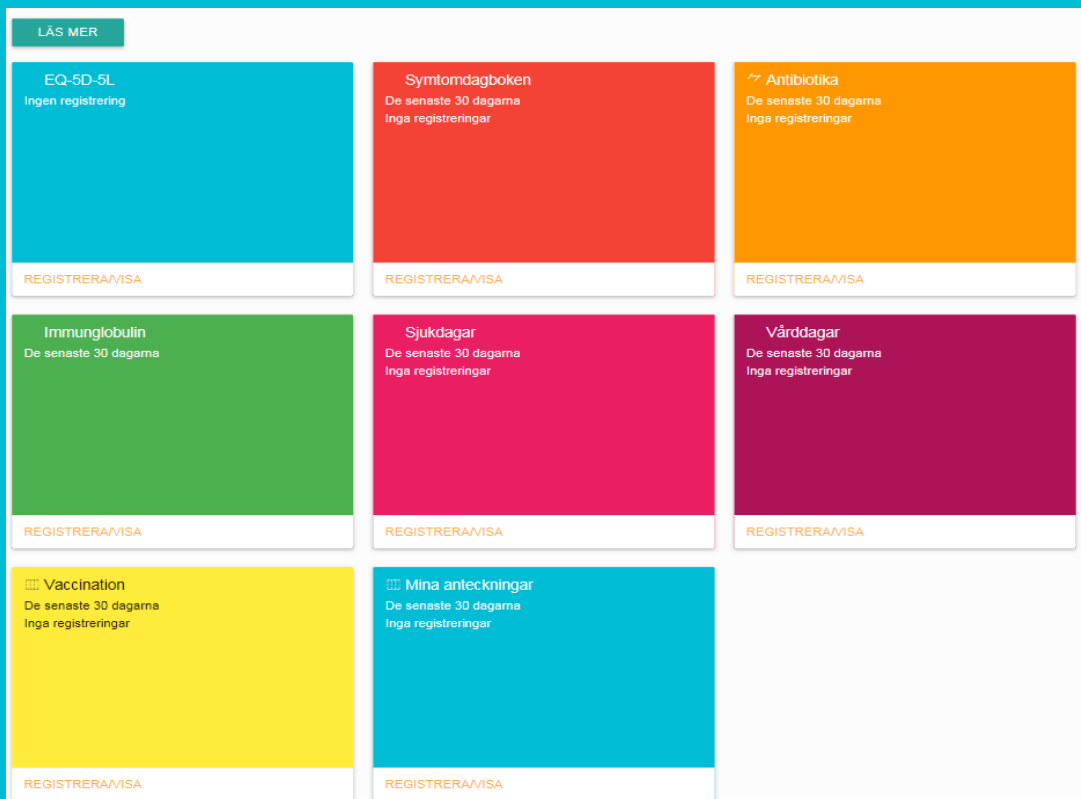 LÄS MER
EQ-5D-5L
Ingen registrering
REGISTRERA/VISA
Symtomdagboken
De senaste 30 dagarna
Inga registreringar
REGISTRERA/VISA
Antibiotika
De senaste 30 dagarna
Inga registreringar
REGISTRERA/VISA
Immunglobulin
De senaste 30 dagarna
REGISTRERA/VISA
Sjukdagar
De senaste 30 dagarna
Inga registreringar
REGISTRERA/VISA
Vårddagar
De senaste 30 dagarna
Inga registreringar
REGISTRERA/VISA
Vaccination
De senaste 30 dagarna
Inga registreringar
REGISTRERA/VISA
Mina anteckningar
De senaste 30 dagarna
Inga registreringar
REGISTRERA/VISA